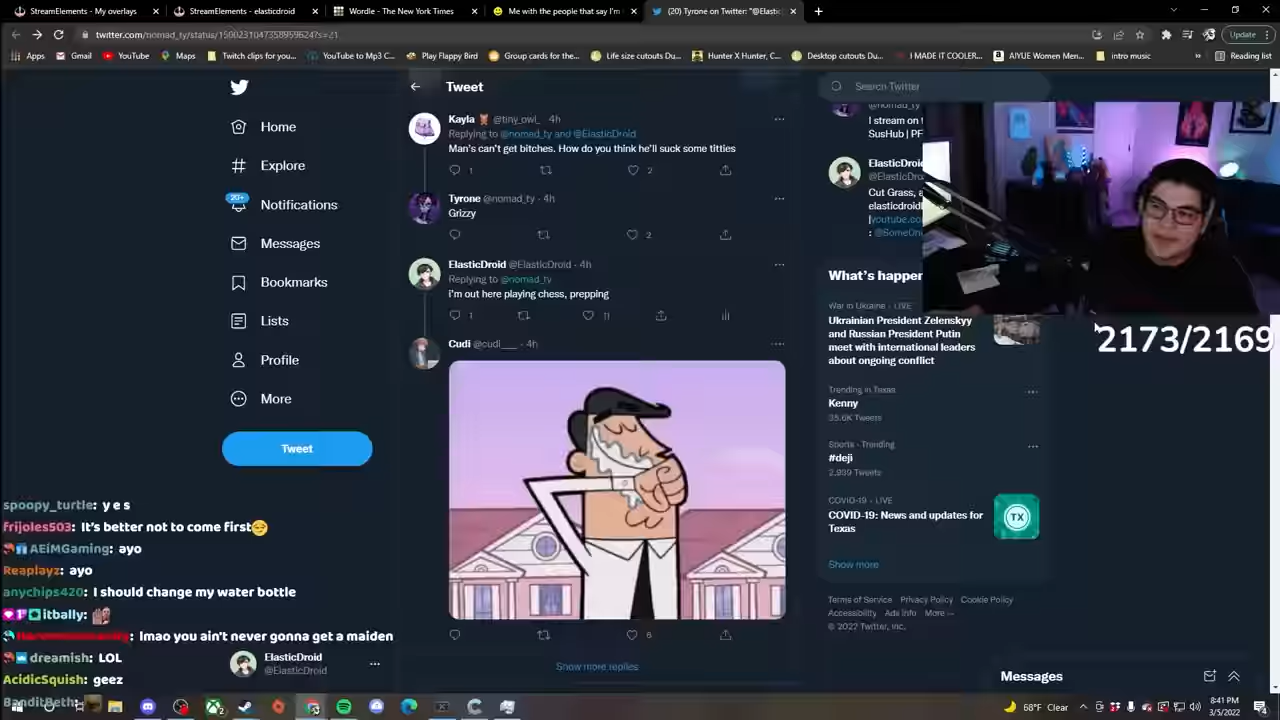 StreamElements - My overlays
StreamElements - elasticdroid
Wordle - The New York Times
Me with the people that say I'm
(20) Tyrone on Twitter: "@Elastic
Update
Apps
Gmail
YouTube
Maps
Twitch clips for yo...
YouTube to Mp3 C...
Play Flappy Bird
Group cards for the...
Life size cutouts Du...
Hunter X Hunter, C...
Desktop cutouts Du...
I MADE IT COOLER...
AIYUE Women Men...
intro music
Reading list
Home
Explore
20+
Notifications
Messages
Bookmarks
Lists
Profile
More
Tweet
Tweet
Kayla @tiny_owl_ · 4h
Replying to @nomad_ty and @ElasticDroid
Man's can't get bitches. How do you think he'll suck some titties
1
2
Tyrone @nomad_ty · 4h
Grizzy
2
ElasticDroid @ElasticDroid · 4h
Replying to @nomad_ty
i'm out here playing chess, prepping
1
11
Cudi @cudi___ · 4h
6
Show more replies
Search Twitter
@nomad_ty
I stream on
SusHub | PF
ElasticDroid
@ElasticDro
Cut Grass, a
elasticdroid
youtube.co
: @SomeOn
What's happen
War in Ukraine · LIVE
Ukrainian President Zelenskyy
and Russian President Putin
meet with international leaders
about ongoing conflict
Trending in Texas
Kenny
Sports · Trending
#deji
COVID-19 · LIVE
COVID-19: News and updates for
Texas
TX
Show more
Terms of Service Privacy Policy Cookie Policy
Accessibility Ads info More
© 2022 Twitter, Inc.
2173/2169
Messages
spoopy_turtle: y e s
frijoles503: It's better not to come first
AEiMGaming: ayo
Reaplayz: ayo
anychips420: I should change my water bottle
itbally:
: lmao you ain't never gonna get a maiden
dreamish: LOL
AcidicSquish: geez
BanditBeth:
ElasticDroid
@ElasticDroid
68°F Clear
8:41 PM
3/5/2022